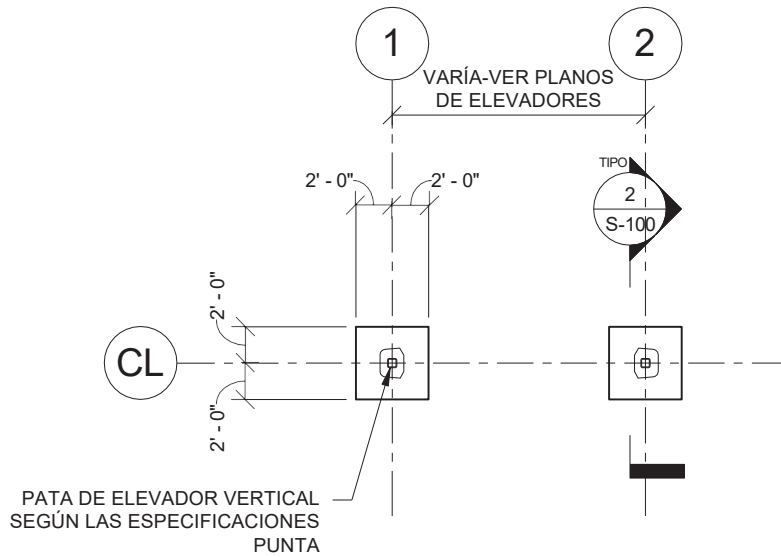 1
2
VARÍA-VER PLANOS
DE ELEVADORES
TIPO
2' - 0"
2' - 0"
2
S-100
2' - 0"
CL
2' - 0"
PATA DE ELEVADOR VERTICAL
SEGÚN LAS ESPECIFICACIONES
PUNTA